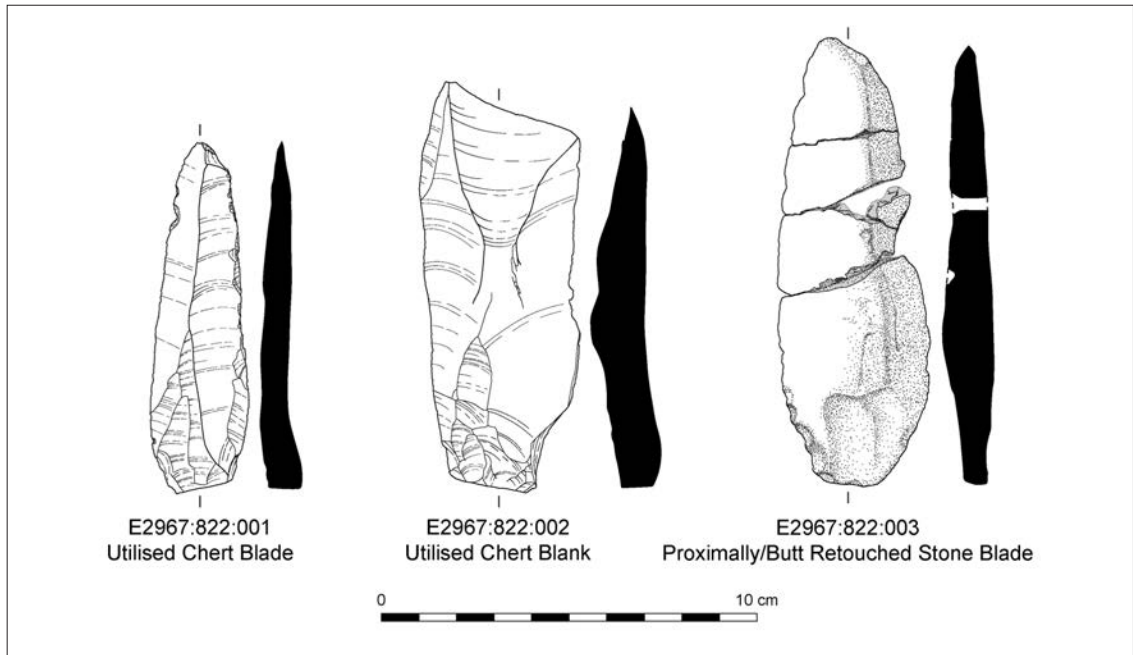 E2967:822:001
Utilised Chert Blade
E2967:822:002
Utilised Chert Blank
E2967:822:003
Proximally/Butt Retouched Stone Blade
0
10 cm